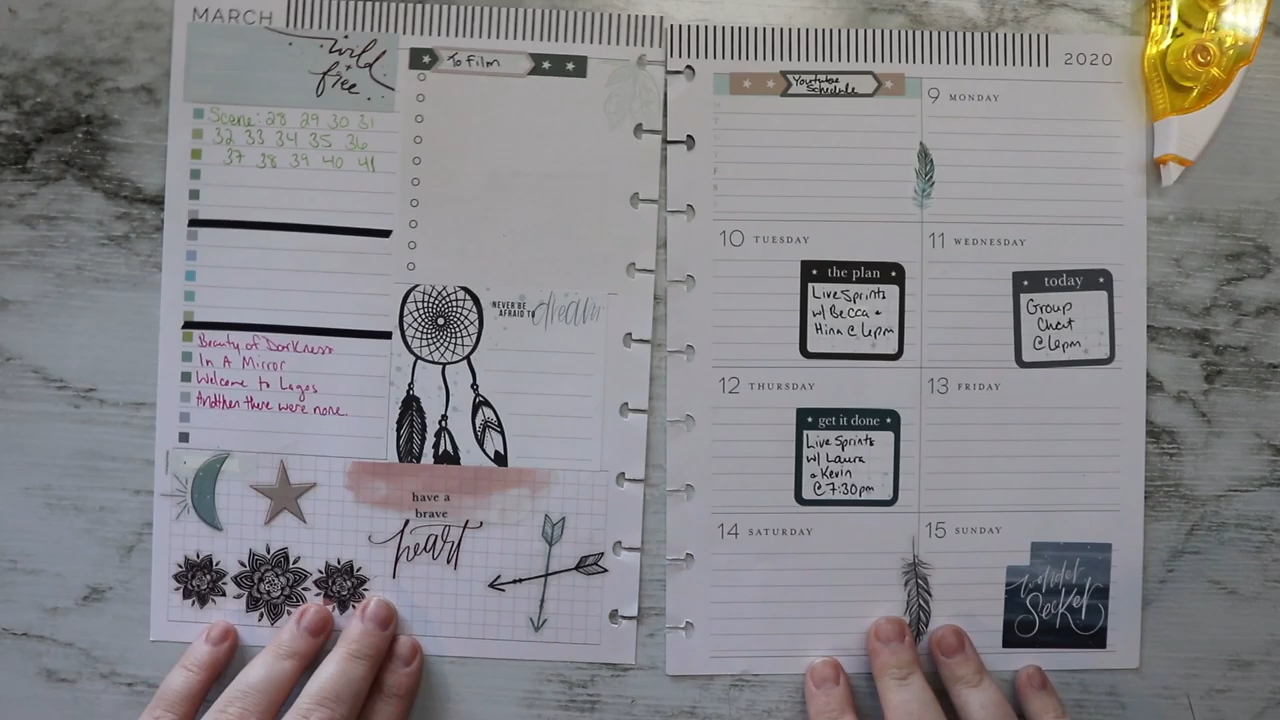 MARCH
wild
+
free.
Scene: 28 29 30 31
32 33 34 35 36
37 38 39 40 41
Beauty of Darkness
In A Mirror
Welcome to Lagos
And then there were none.
To Film
NEVER BE
AFRAID TO
dream
have a
brave
heart
2020
Youtube
Schedule
M
T
W
T
F
S
S
9 MONDAY
10 TUESDAY
the plan
Live Sprints
w/ Becca +
Hina @ 6pm
11 WEDNESDAY
today
Group
Chat
@ 6pm
12 THURSDAY
get it done
Live Sprints
w/ Laura
+ Kevin
@ 7:30pm
13 FRIDAY
14 SATURDAY
15 SUNDAY
Seeker